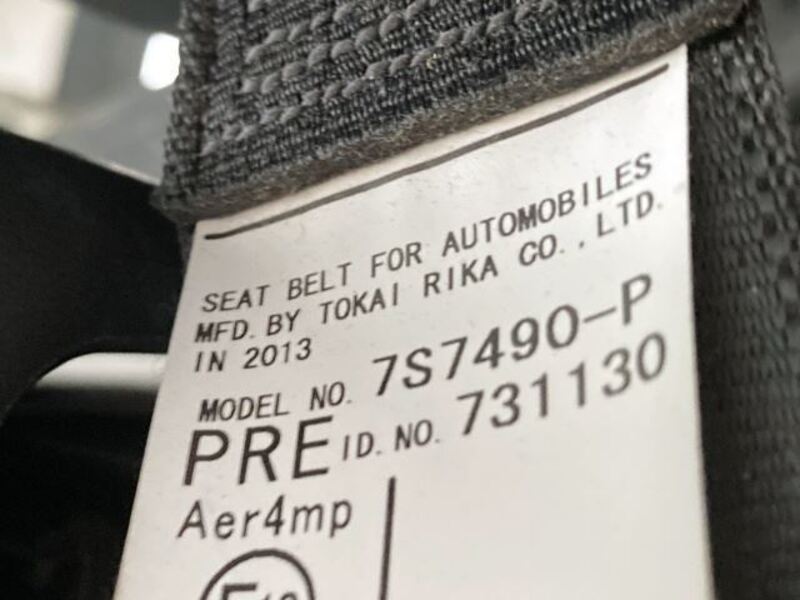 SEAT BELT FOR AUTOMOBILES
MFD. BY TOKAI RIKA CO., LTD.
IN 2013
MODEL NO. 7S7490-P
PRE ID. NO. 731130
Aer4mp